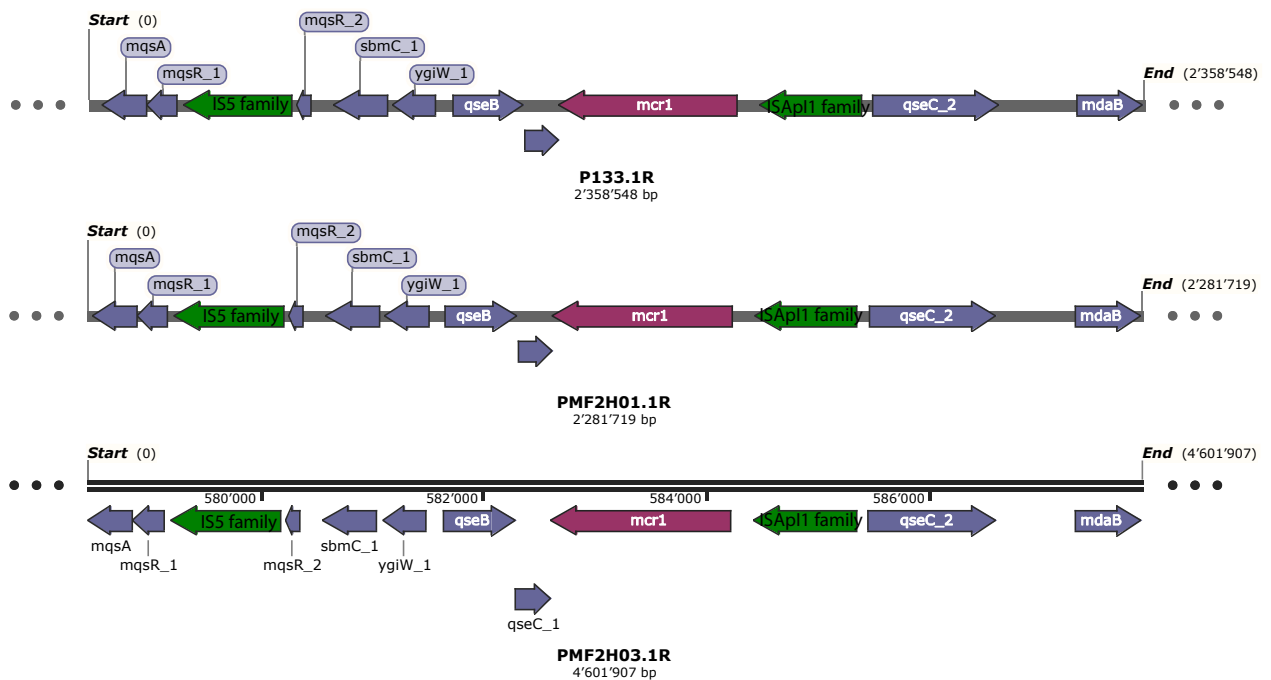 Start (0)
mqsR_2
mqsA
sbmC_1
mqsR_1
ygiW_1
End (2’358’548)
IS5 family
qseB
mcr1
ISApl1 family
qseC_2
mdaB
P133.1R
2’358’548 bp
Start (0)
mqsR_2
mqsA
sbmC_1
mqsR_1
ygiW_1
End (2’281’719)
IS5 family
qseB
mcr1
ISApl1 family
qseC_2
mdaB
PMF2H01.1R
2’281’719 bp
Start (0)
End (4’601’907)
580’000
582’000
584’000
586’000
IS5 family
qseB
mcr1
ISApl1 family
qseC_2
mdaB
mqsA
sbmC_1
mqsR_1
mqsR_2
ygiW_1
qseC_1
PMF2H03.1R
4’601’907 bp